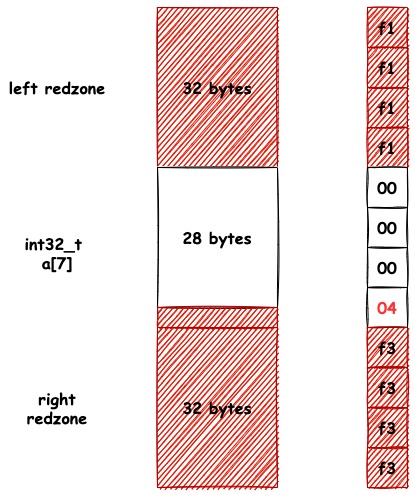 left redzone
32 bytes
f1
f1
f1
f1
int32_t
a[7]
28 bytes
00
00
00
04
right
redzone
32 bytes
f3
f3
f3
f3